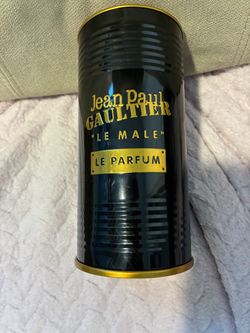 Jean Paul
GAULTIER
"LE MALE"
LE PARFUM